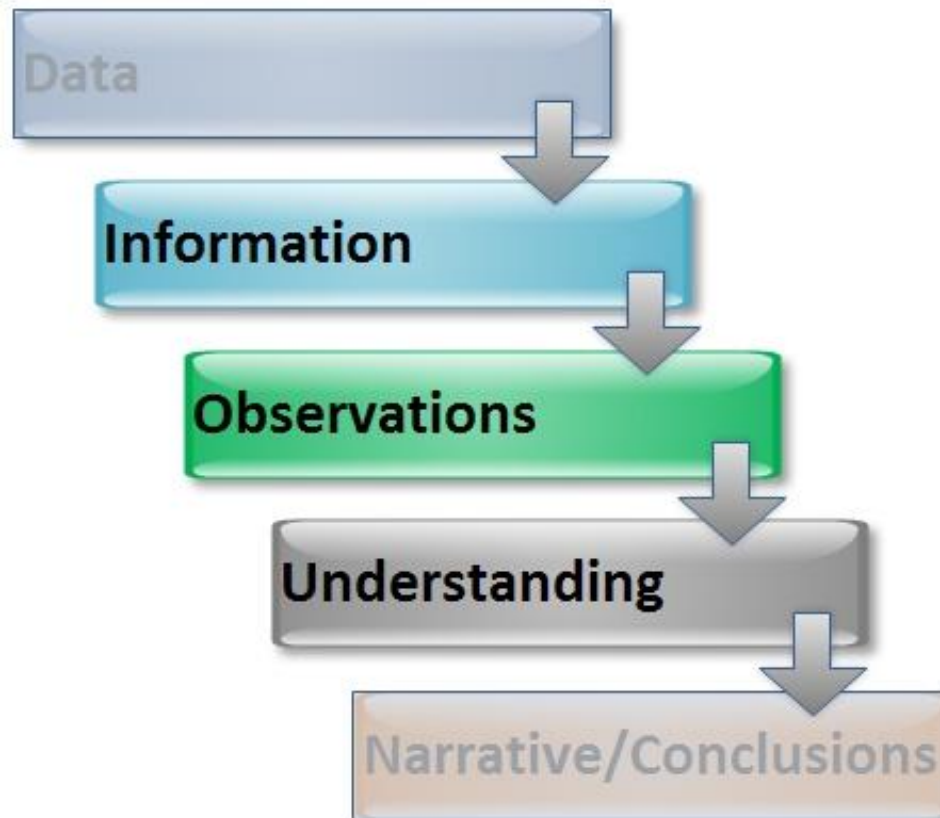 Data
Information
Observations
Understanding
Narrative/Conclusions